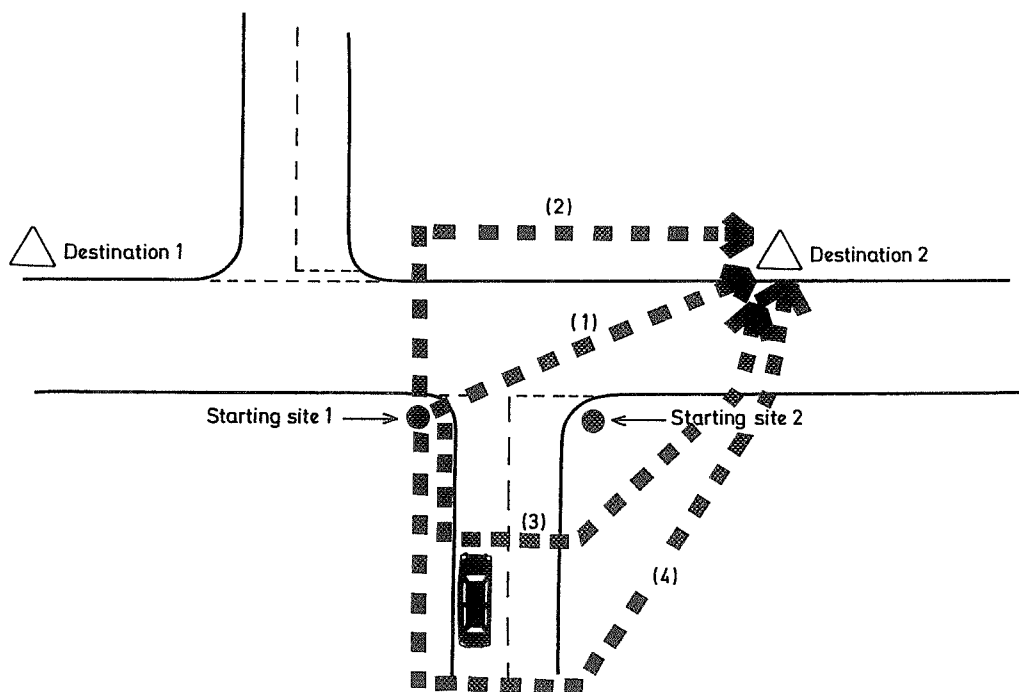 (2)
Destination 1
Destination 2
(1)
Starting site 1
Starting site 2
(3)
(4)